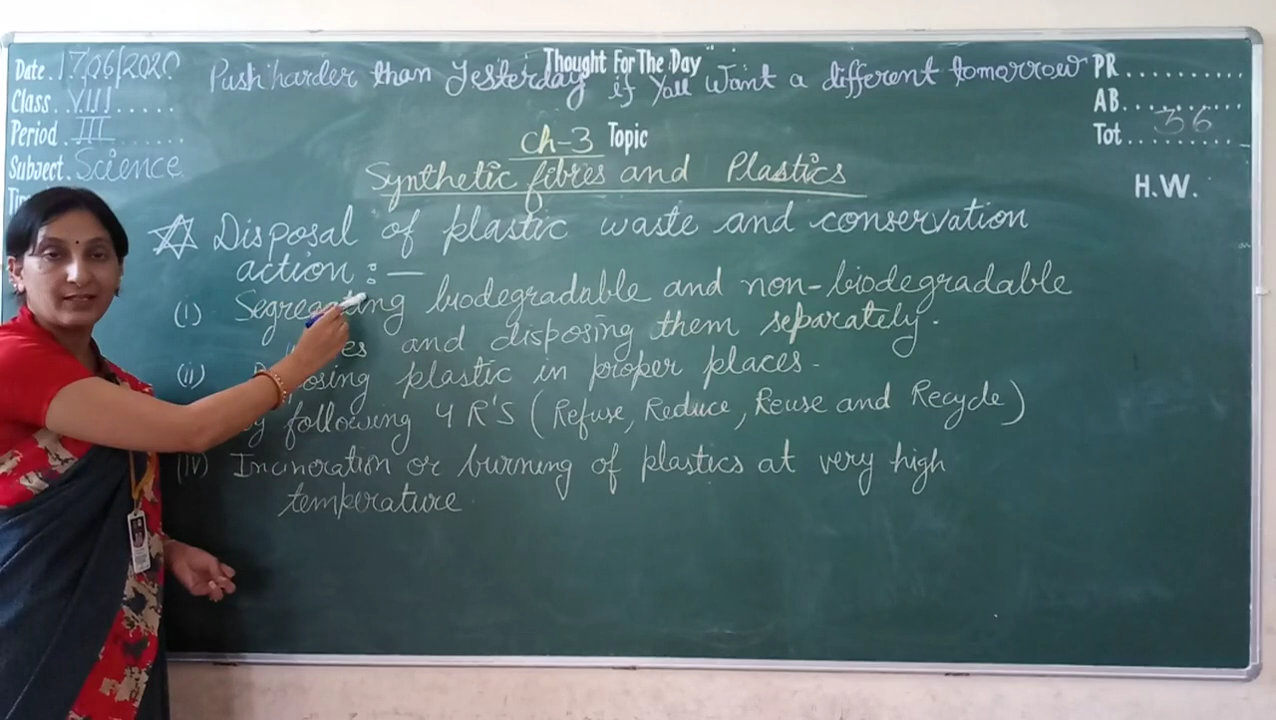 Thought For The Day
Date. 17/06/2020
Push harder than yesterday if You Want a different tomorrow
PR
Class. VIII
AB.
Period. III
Tot. 36
Ch-3 Topic
Subject. Science
Synthetic fibres and Plastics
H.W.
Disposal of plastic waste and conservation
action : —
(i) Segregating biodegradable and non-biodegradable
and disposing them separately.
(ii) plastic in proper places.
following 4 R'S (Refuse, Reduce, Reuse and Recycle)
(iv) Incineration or burning of plastics at very high
temperature